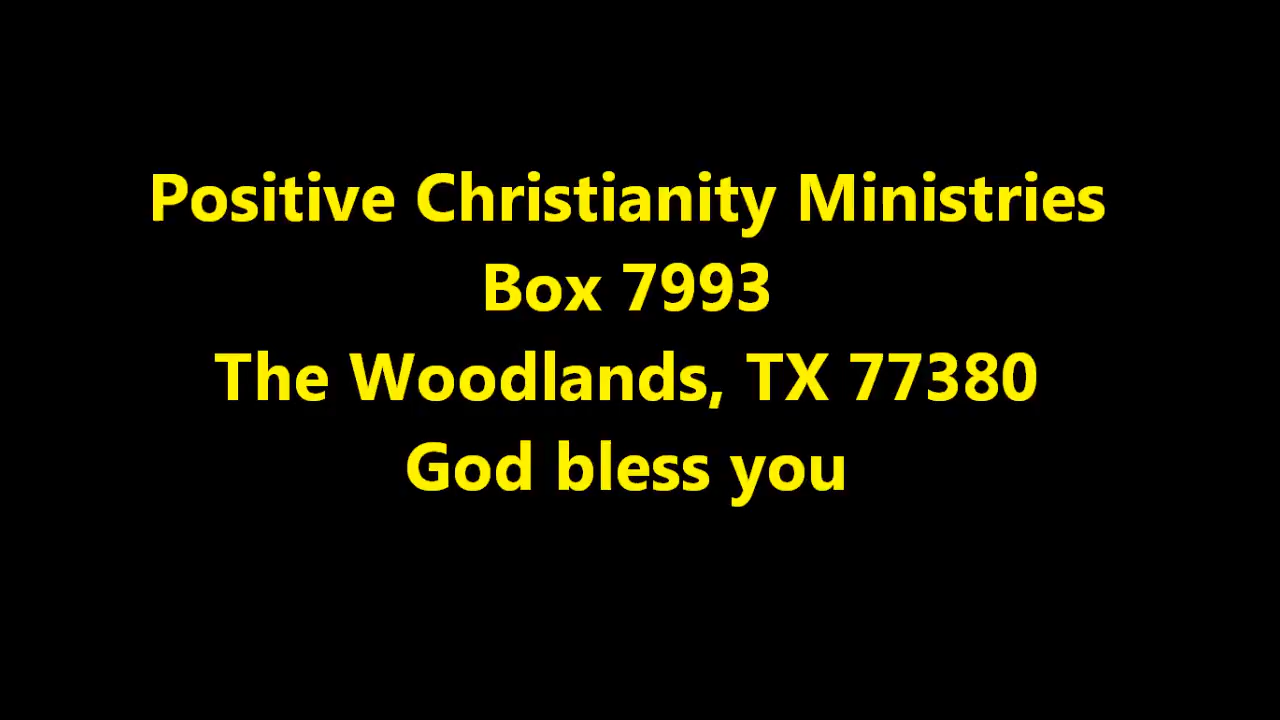 Positive Christianity Ministries
Box 7993
The Woodlands, TX 77380
God bless you